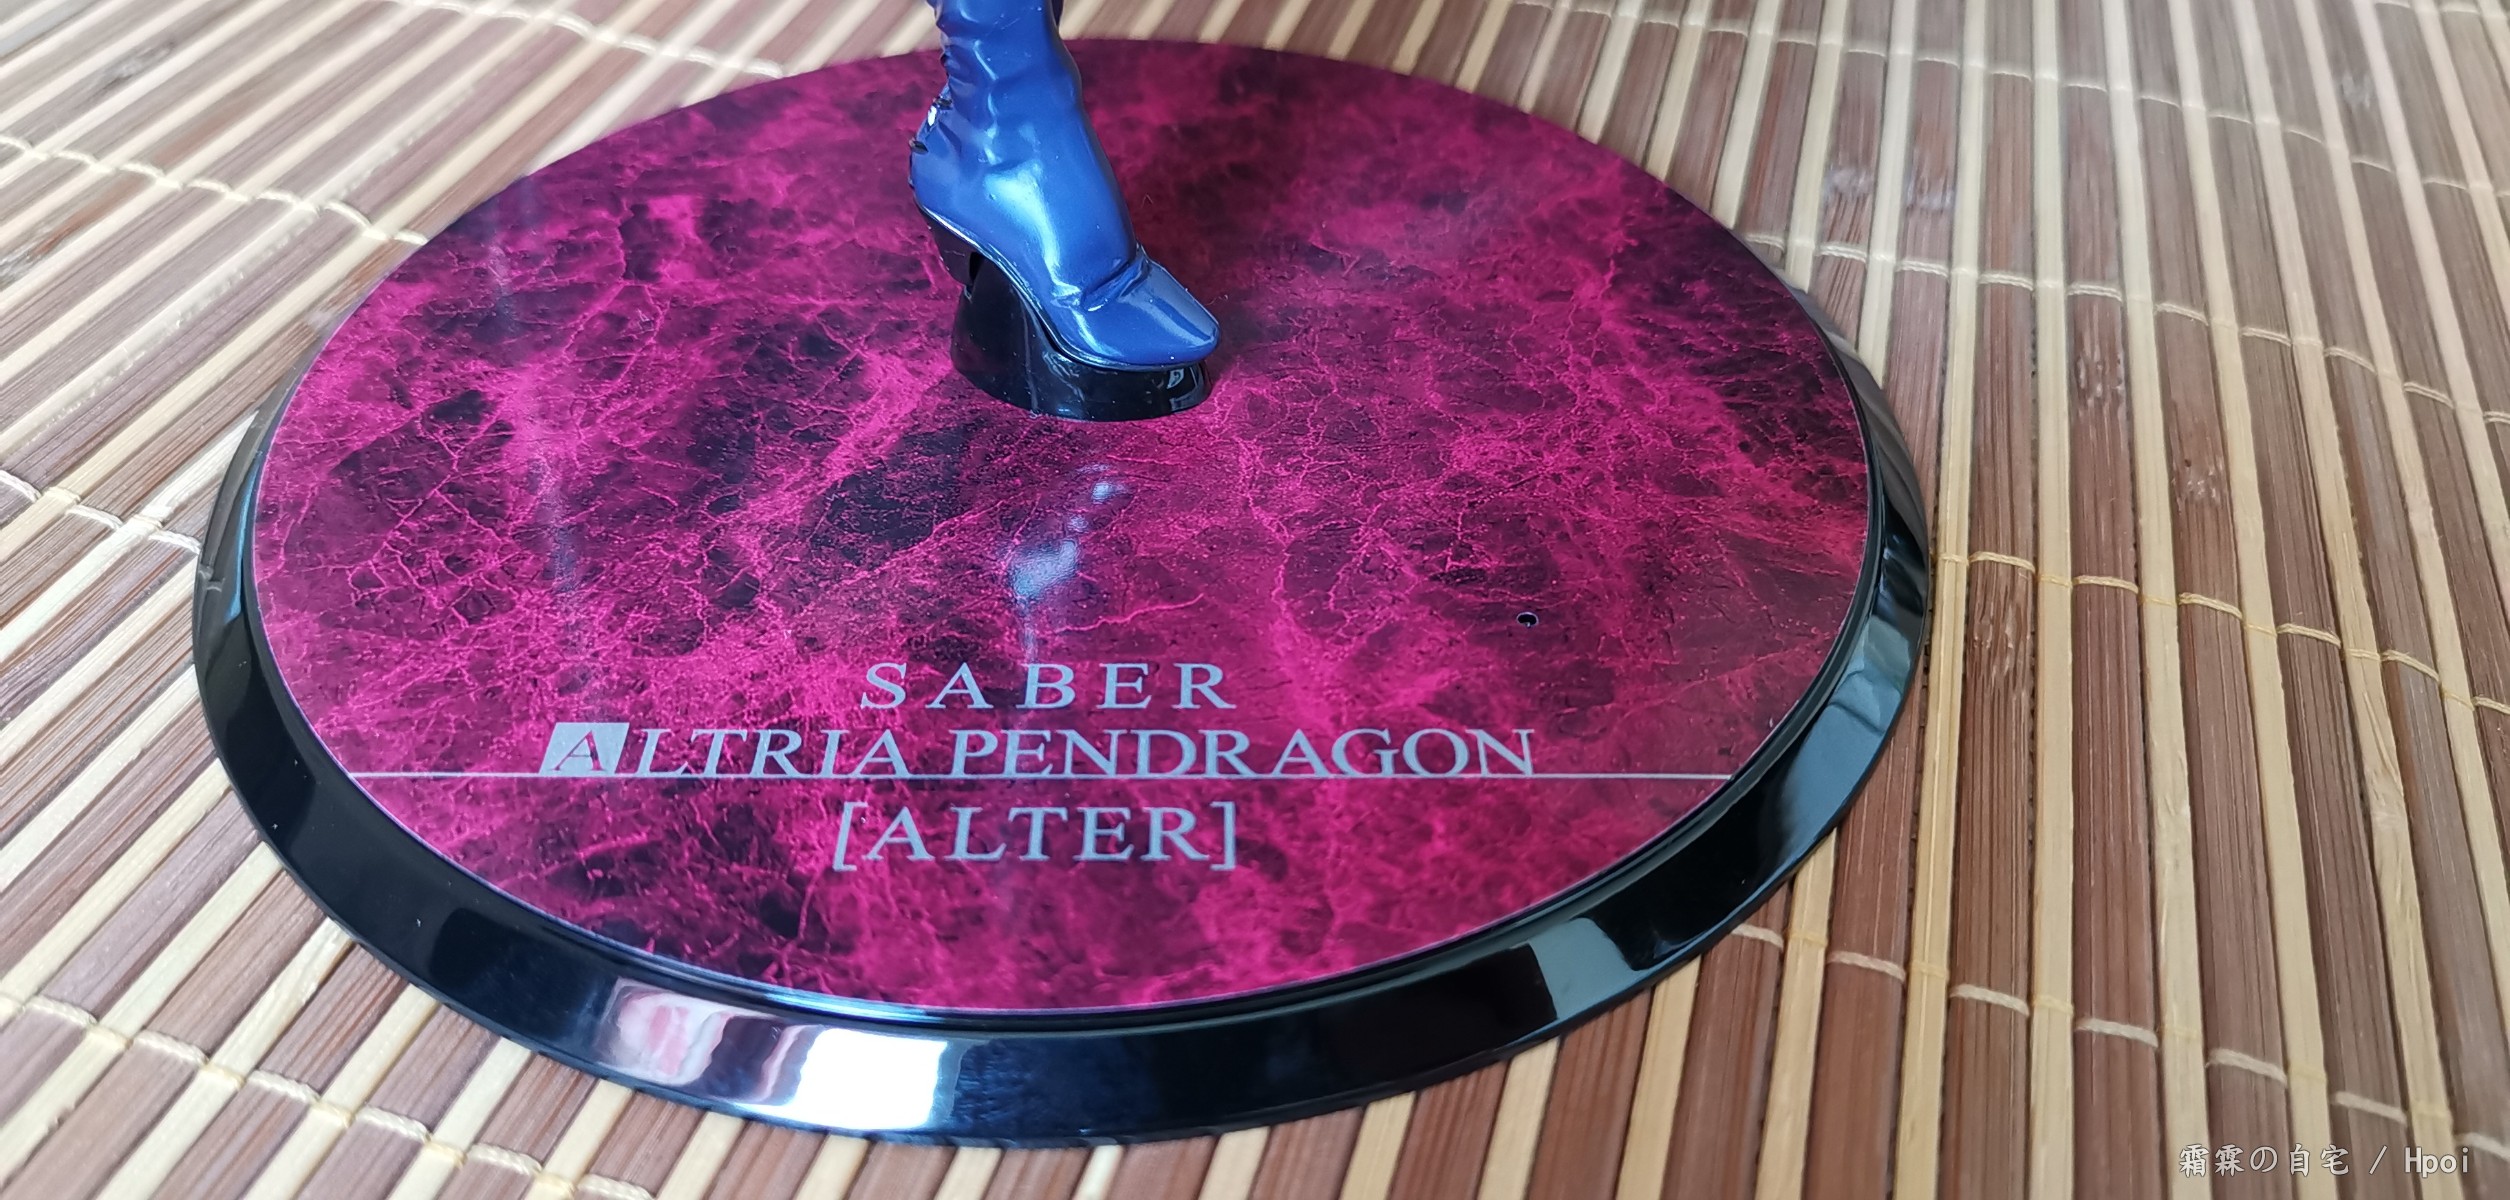 SABER
ALTRIA PENDRAGON
[ALTER]
霜霖の自宅 / Hpoi